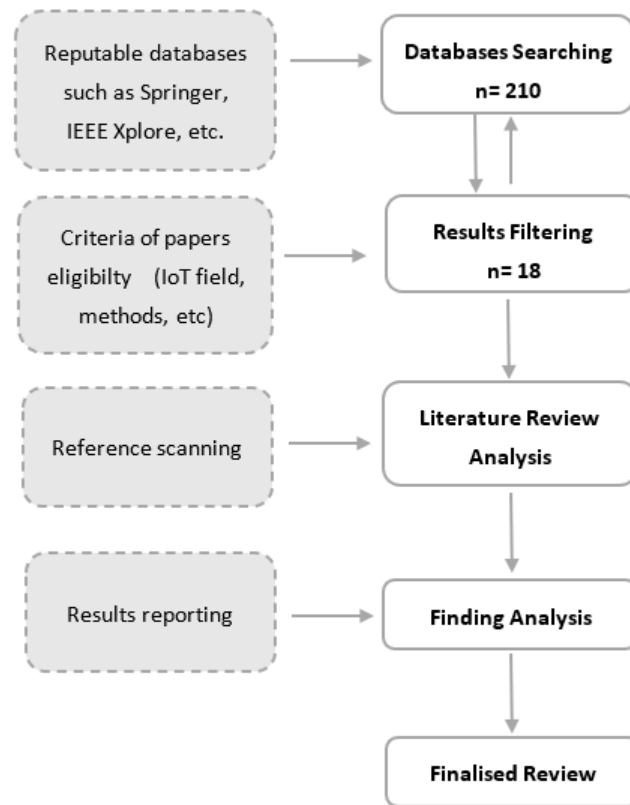 Reputable databases
such as Springer,
IEEE Xplore, etc.
Databases Searching
n= 210
Criteria of papers
eligibilty (IoT field,
methods, etc)
Results Filtering
n= 18
Reference scanning
Literature Review
Analysis
Results reporting
Finding Analysis
Finalised Review